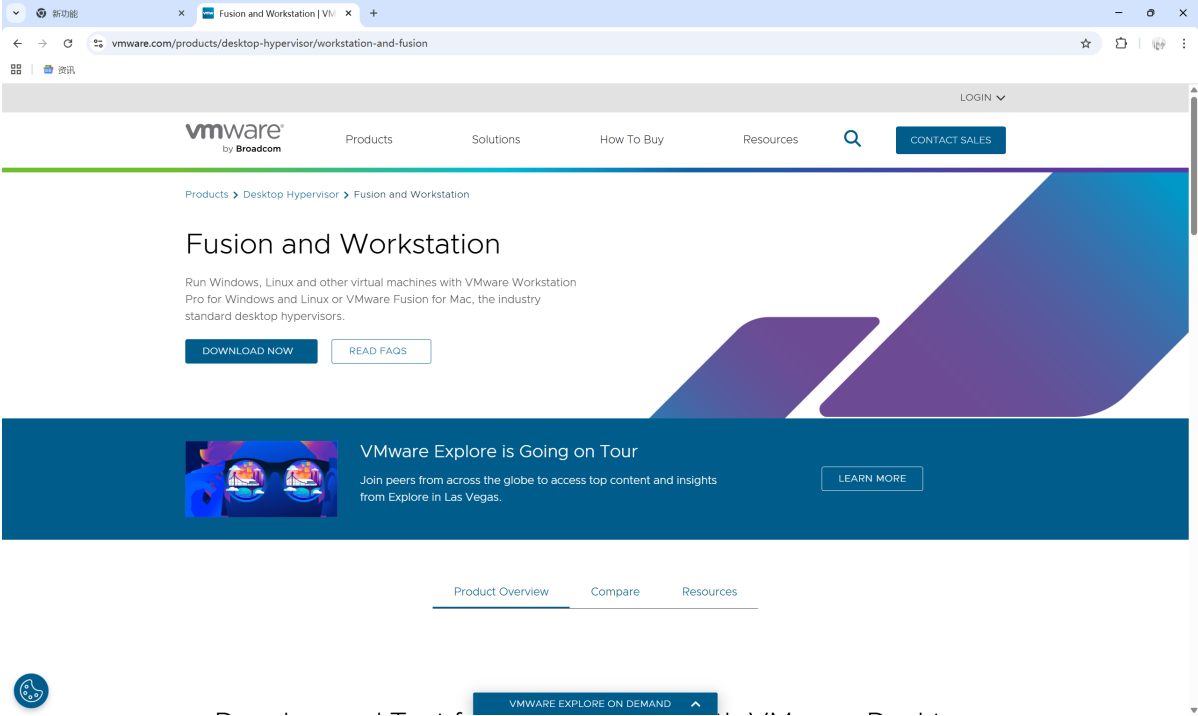 新功能
Fusion and Workstation | VM
vmware.com/products/desktop-hypervisor/workstation-and-fusion
资讯
LOGIN
vmware®
by Broadcom
Products
Solutions
How To Buy
Resources
CONTACT SALES
Products > Desktop Hypervisor > Fusion and Workstation
Fusion and Workstation
Run Windows, Linux and other virtual machines with VMware Workstation
Pro for Windows and Linux or VMware Fusion for Mac, the industry
standard desktop hypervisors.
DOWNLOAD NOW
READ FAQS
VMware Explore is Going on Tour
Join peers from across the globe to access top content and insights
from Explore in Las Vegas.
LEARN MORE
Product Overview
Compare
Resources
VMWARE EXPLORE ON DEMAND